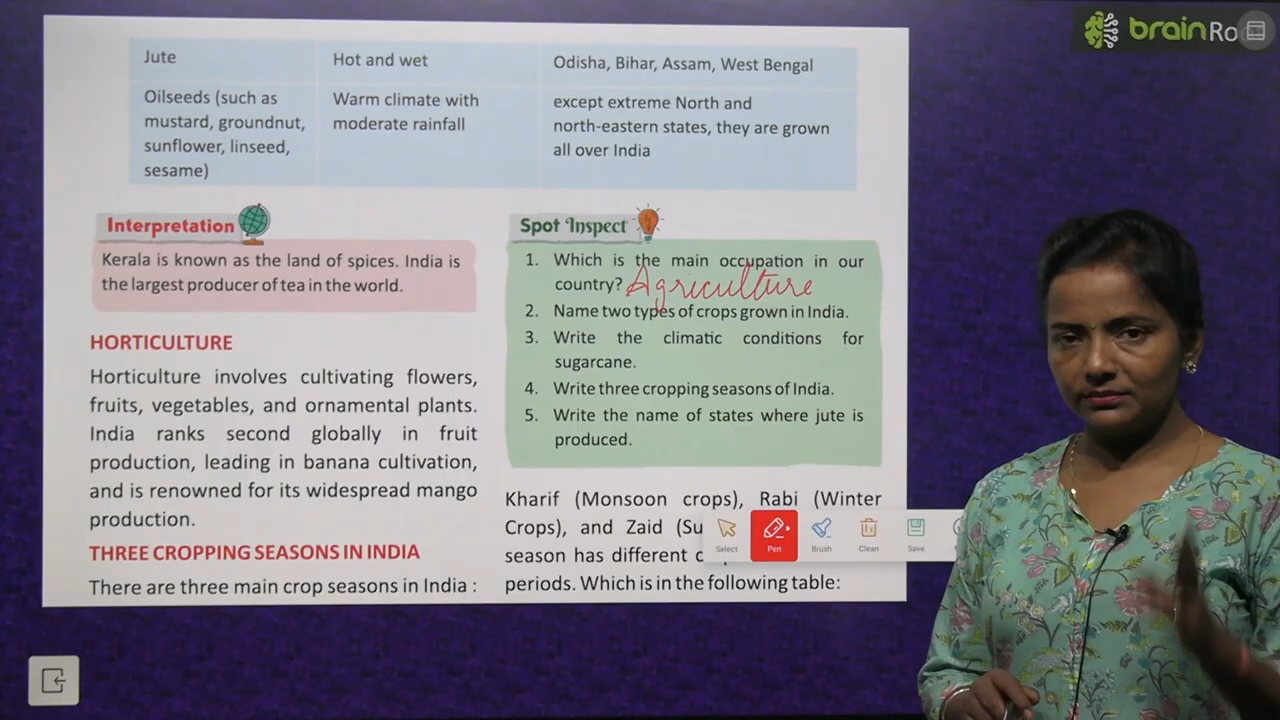 brainRo
Jute
Hot and wet
Odisha, Bihar, Assam, West Bengal
Oilseeds (such as
mustard, groundnut,
sunflower, linseed,
sesame)
Warm climate with
moderate rainfall
except extreme North and
north-eastern states, they are grown
all over India
Interpretation
Kerala is known as the land of spices. India is
the largest producer of tea in the world.
HORTICULTURE
Horticulture involves cultivating flowers,
fruits, vegetables, and ornamental plants.
India ranks second globally in fruit
production, leading in banana cultivation,
and is renowned for its widespread mango
production.
THREE CROPPING SEASONS IN INDIA
There are three main crop seasons in India :
Spot Inspect
1. Which is the main occupation in our
country? Agriculture
2. Name two types of crops grown in India.
3. Write the climatic conditions for
sugarcane.
4. Write three cropping seasons of India.
5. Write the name of states where jute is
produced.
Kharif (Monsoon crops), Rabi (Winter
Crops), and Zaid (Su
season has different c
periods. Which is in the following table:
Select
Pen
Brush
Clean
Save